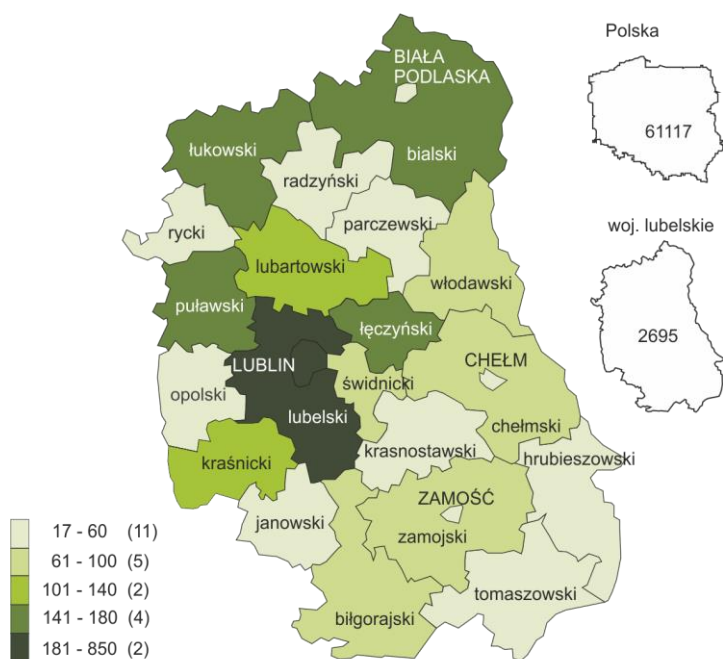 Polska
61117
woj. lubelskie
2695
BIAŁA
PODLASKA
bialski
łukowski
radzyński
parczewski
rycki
lubartowski
włodawski
puławski
łęczyński
LUBLIN
CHEŁM
świdnicki
opolski
lubelski
chełmski
krasnostawski
hrubieszowski
kraśnicki
ZAMOŚĆ
janowski
zamojski
tomaszowski
biłgorajski
17 - 60 (11)
61 - 100 (5)
101 - 140 (2)
141 - 180 (4)
181 - 850 (2)